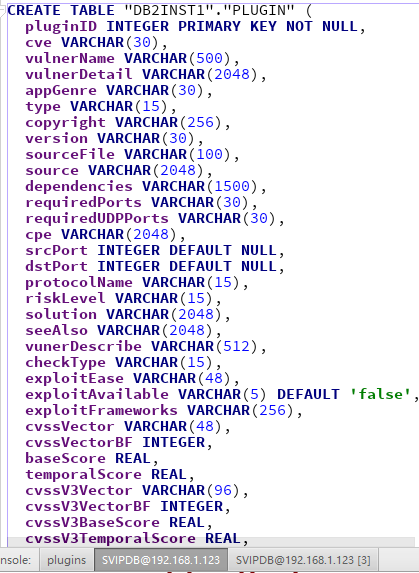 CREATE TABLE "DB2INST1"."PLUGIN" (
pluginID INTEGER PRIMARY KEY NOT NULL,
cve VARCHAR(30),
vulnerName VARCHAR(500),
vulnerDetail VARCHAR(2048),
appGenre VARCHAR(30),
type VARCHAR(15),
copyright VARCHAR(256),
version VARCHAR(30),
sourceFile VARCHAR(100),
source VARCHAR(2048),
dependencies VARCHAR(1500),
requiredPorts VARCHAR(30),
requiredUDPPorts VARCHAR(30),
cpe VARCHAR(2048),
srcPort INTEGER DEFAULT NULL,
dstPort INTEGER DEFAULT NULL,
protocolName VARCHAR(15),
riskLevel VARCHAR(15),
solution VARCHAR(2048),
seeAlso VARCHAR(2048),
vunerDescribe VARCHAR(512),
checkType VARCHAR(15),
exploitEase VARCHAR(48),
exploitAvailable VARCHAR(5) DEFAULT 'false',
exploitFrameworks VARCHAR(256),
cvssVector VARCHAR(48),
cvssVectorBF INTEGER,
baseScore REAL,
temporalScore REAL,
cvssV3Vector VARCHAR(96),
cvssV3VectorBF INTEGER,
cvssV3BaseScore REAL,
cvssV3TemporalScore REAL,
nsole: plugins SVIPDB@192.168.1.123 SVIPDB@192.168.1.123 [3]